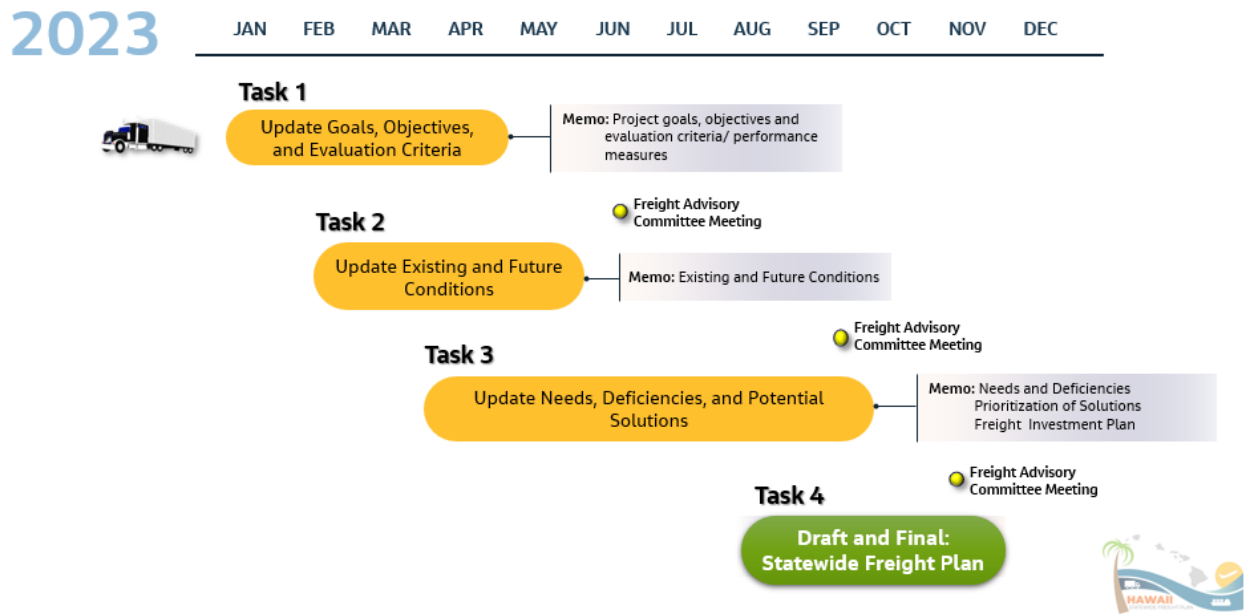 2023
JAN FEB MAR APR MAY JUN JUL AUG SEP OCT NOV DEC
Task 1
Update Goals, Objectives,
and Evaluation Criteria
Memo: Project goals, objectives and
evaluation criteria/ performance
measures
Freight Advisory
Committee Meeting
Task 2
Update Existing and Future
Conditions
Memo: Existing and Future Conditions
Freight Advisory
Committee Meeting
Task 3
Update Needs, Deficiencies, and Potential
Solutions
Memo: Needs and Deficiencies
Prioritization of Solutions
Freight Investment Plan
Freight Advisory
Committee Meeting
Task 4
Draft and Final:
Statewide Freight Plan
HAWAII
STATEWIDE FREIGHT PLAN